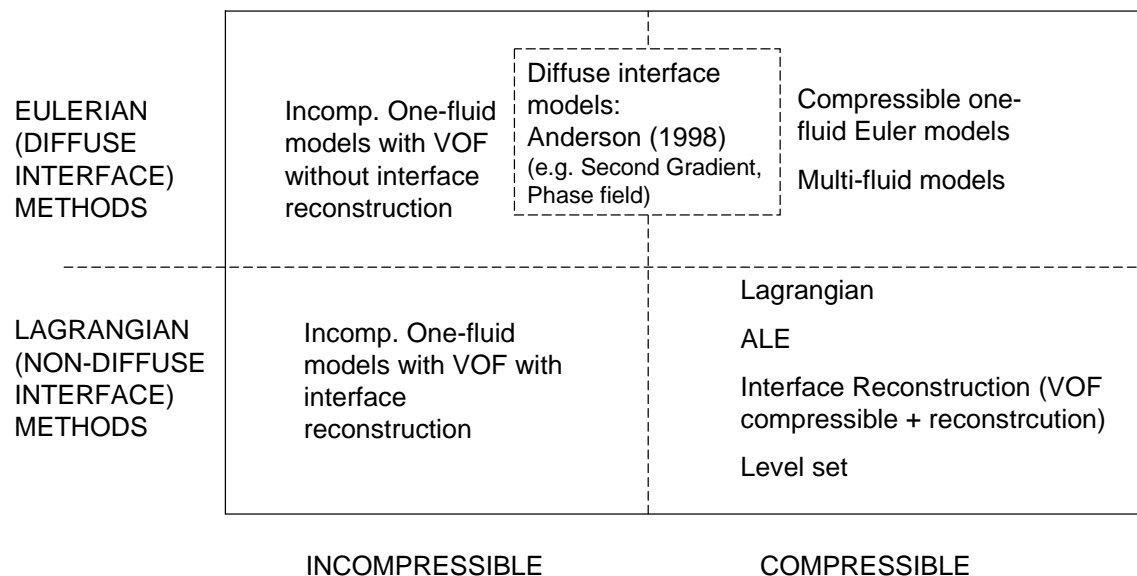 EULERIAN
(DIFFUSE
INTERFACE)
METHODS
Incomp. One-fluid
models with VOF
without interface
reconstruction
Diffuse interface
models:
Anderson (1998)
(e.g. Second Gradient,
Phase field)
Compressible one-
fluid Euler models
Multi-fluid models
LAGRANGIAN
(NON-DIFFUSE
INTERFACE)
METHODS
Incomp. One-fluid
models with VOF with
interface
reconstruction
Lagrangian
ALE
Interface Reconstruction (VOF
compressible + reconstrcution)
Level set
INCOMPRESSIBLE
COMPRESSIBLE